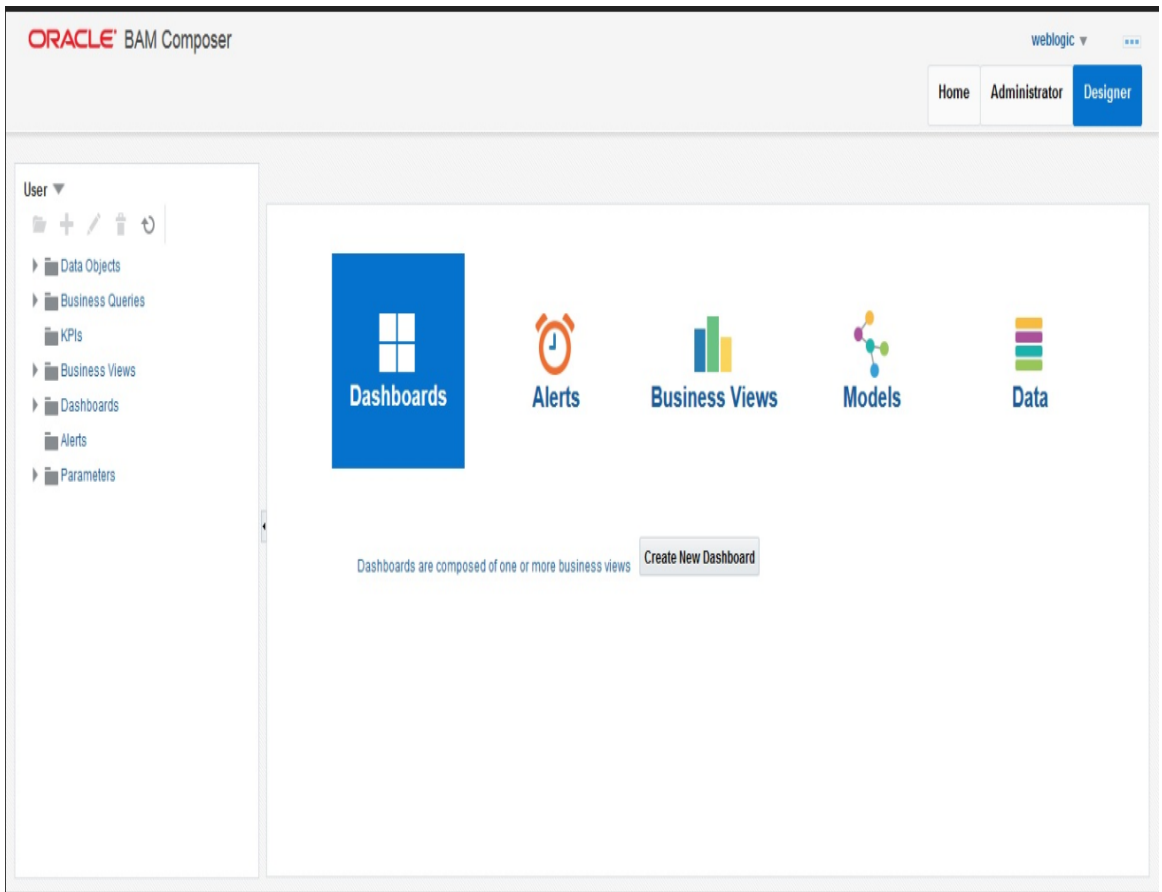 ORACLE® BAM Composer
weblogic
Home Administrator Designer
User
Data Objects
Business Queries
KPIs
Business Views
Dashboards
Alerts
Parameters
Dashboards Alerts Business Views Models Data
Dashboards are composed of one or more business views Create New Dashboard